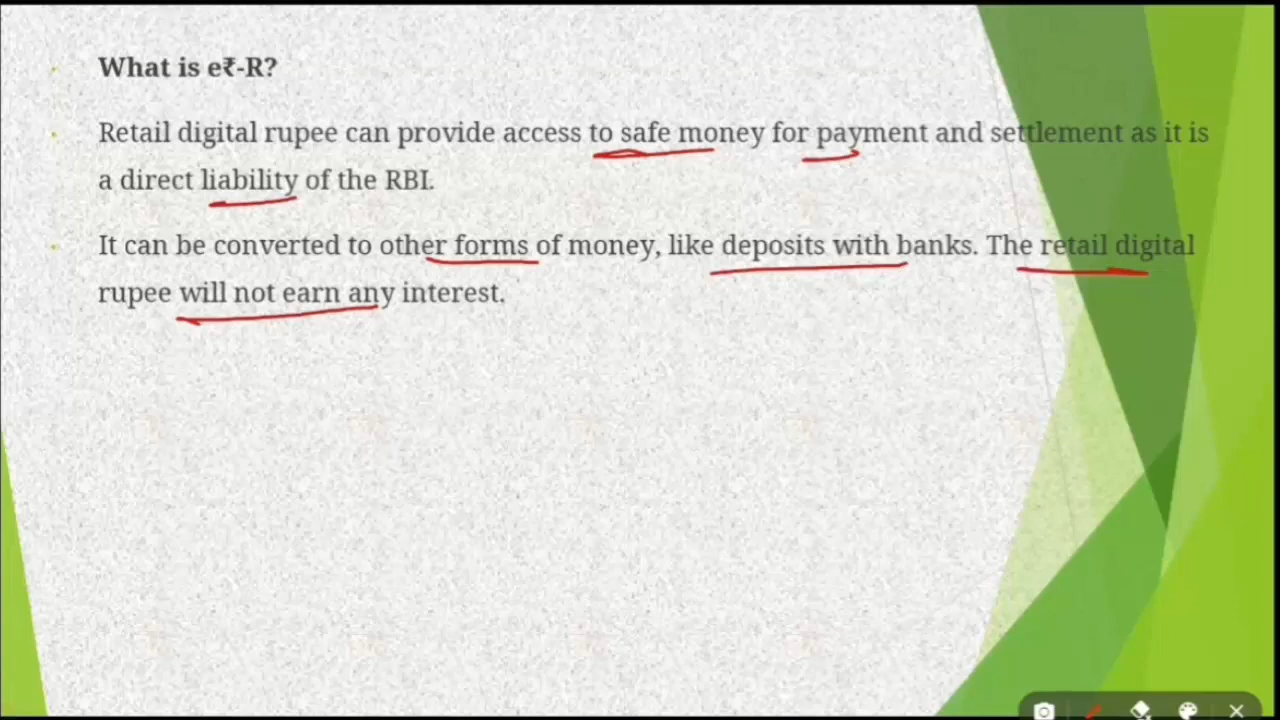 What is e₹-R?
Retail digital rupee can provide access to safe money for payment and settlement as it is
a direct liability of the RBI.
It can be converted to other forms of money, like deposits with banks. The retail digital
rupee will not earn any interest.